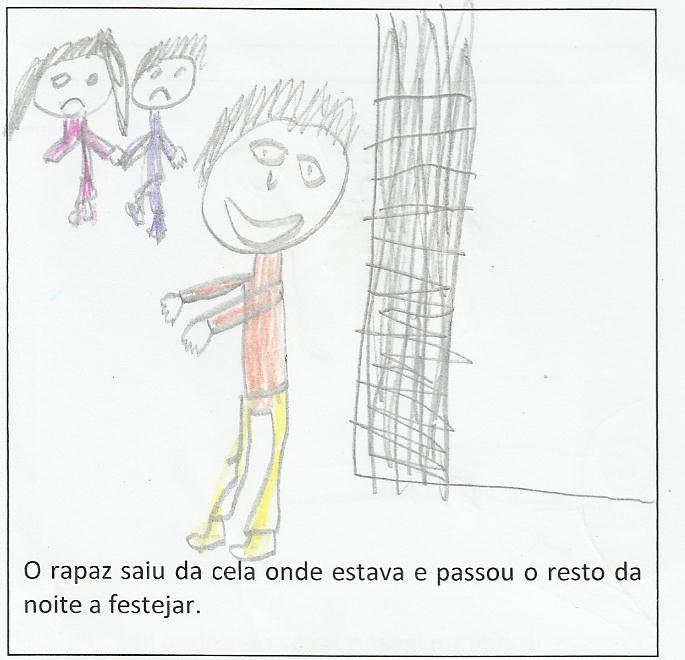 O rapaz saiu da cela onde estava e passou o resto da
noite a festejar.